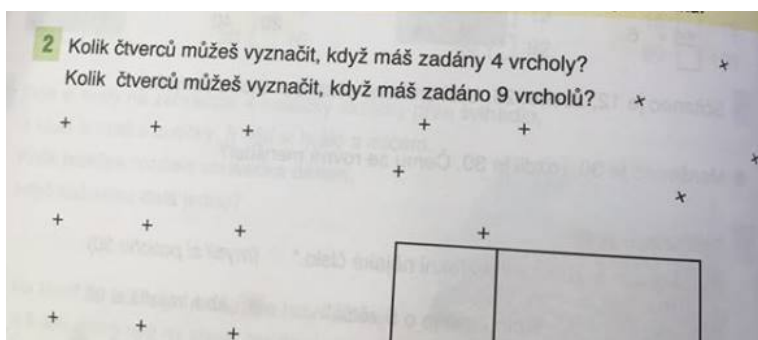 2 Kolik čtverců můžeš vyznačit, když máš zadány 4 vrcholy?
Kolik čtverců můžeš vyznačit, když máš zadáno 9 vrcholů?